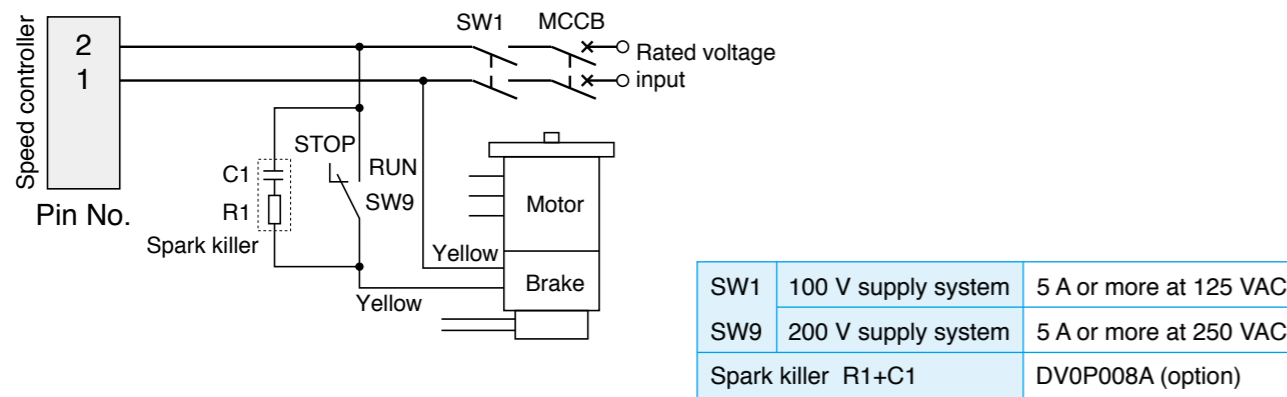 SW1 MCCB
Speed controller
2
1
Rated voltage
input
STOP
RUN
C1
SW9
R1
Pin No.
Spark killer
Motor
Yellow
Brake
Yellow
SW1 100 V supply system 5 A or more at 125 VAC
SW9 200 V supply system 5 A or more at 250 VAC
Spark killer R1+C1 DV0P008A (option)